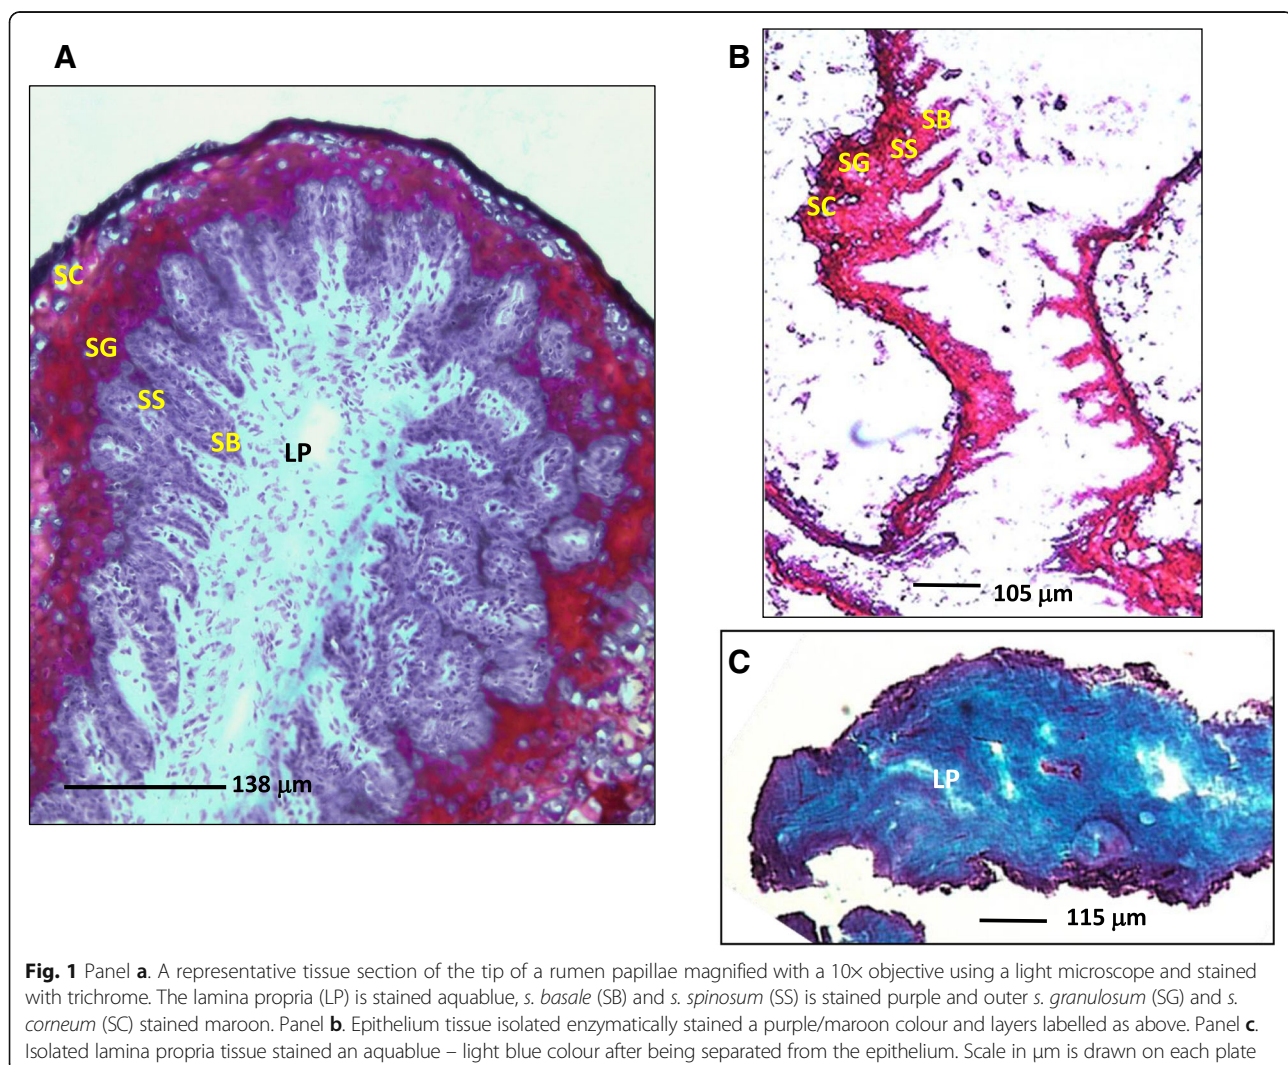 A
SC
SG
SS
SB
LP
138 µm
B
SB
SS
SG
SC
105 µm
C
LP
115 µm
Fig. 1 Panel a. A representative tissue section of the tip of a rumen papillae magnified with a 10× objective using a light microscope and stained
with trichrome. The lamina propria (LP) is stained aquablue, s. basale (SB) and s. spinosum (SS) is stained purple and outer s. granulosum (SG) and s.
corneum (SC) stained maroon. Panel b. Epithelium tissue isolated enzymatically stained a purple/maroon colour and layers labelled as above. Panel c.
Isolated lamina propria tissue stained an aquablue – light blue colour after being separated from the epithelium. Scale in µm is drawn on each plate